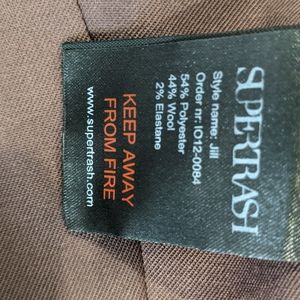 SUPERTRASH
Style name: Jill
Order nr: IO12-0084
54% Polyester
44% Wool
2% Elastane
KEEP AWAY
FROM FIRE
www.supertrash.com